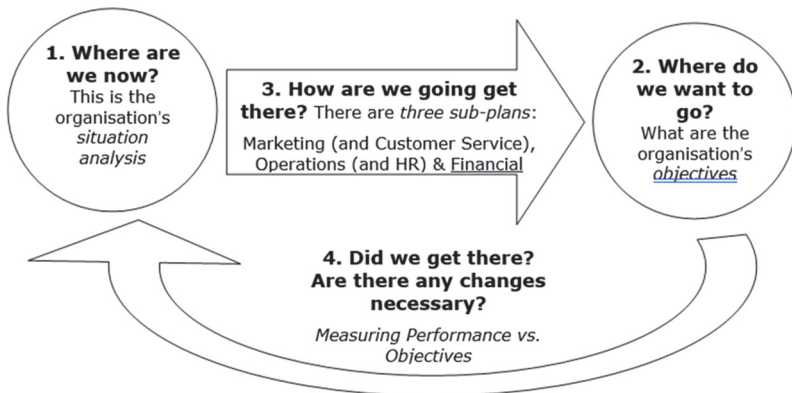 1. Where are
we now?
This is the
organisation's
situation
analysis
3. How are we going get
there? There are three sub-plans:
Marketing (and Customer Service),
Operations (and HR) & Financial
2. Where do
we want to
go?
What are the
organisation's
objectives
4. Did we get there?
Are there any changes
necessary?
Measuring Performance vs.
Objectives